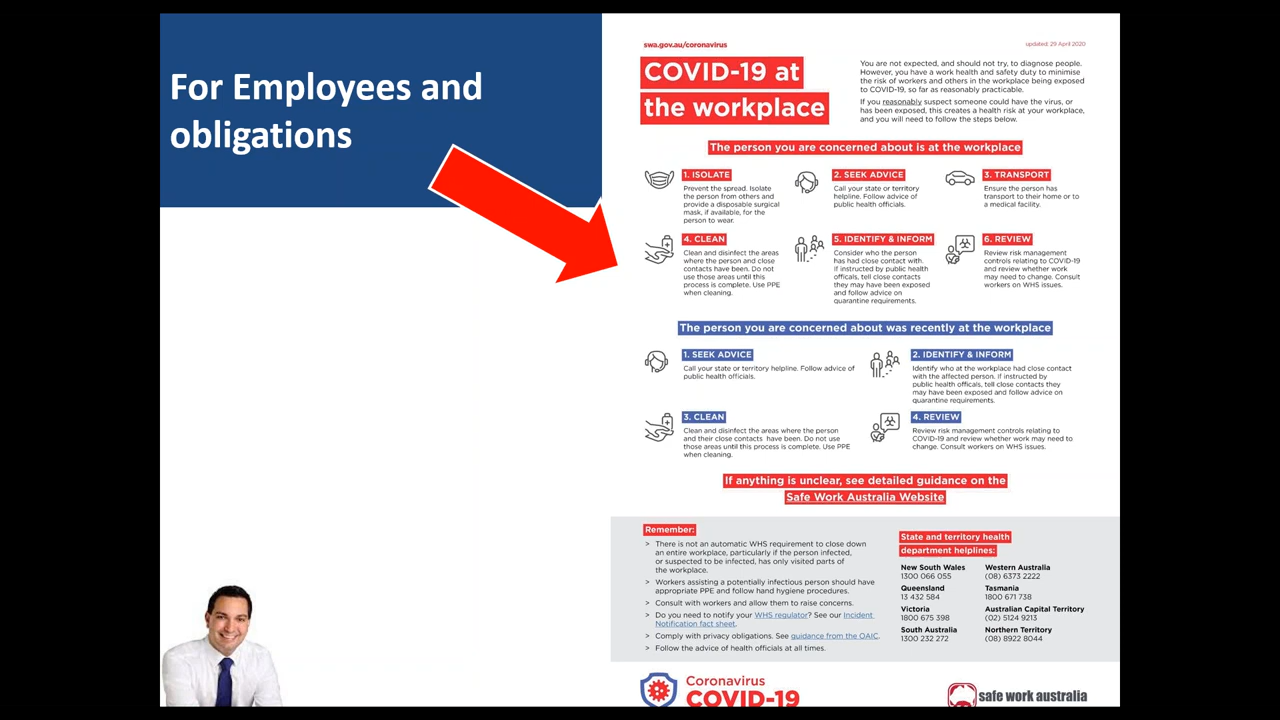 For Employees and
obligations
swa.gov.au/coronavirus
updated: 29 April 2020
COVID-19 at
the workplace
You are not expected, and should not try, to diagnose people.
However, you have a work health and safety duty to minimise
the risk of workers and others in the workplace being exposed
to COVID-19, so far as reasonably practicable.
If you reasonably suspect someone could have the virus, or
has been exposed, this creates a health risk at your workplace,
and you will need to follow the steps below.
The person you are concerned about is at the workplace
1. ISOLATE
Prevent the spread. Isolate
the person from others and
provide a disposable surgical
mask, if available, for the
person to wear.
2. SEEK ADVICE
Call your state or territory
helpline. Follow advice of
public health officials.
3. TRANSPORT
Ensure the person has
transport to their home or to
a medical facility.
4. CLEAN
Clean and disinfect the areas
where the person and close
contacts have been. Do not
use those areas until this
process is complete. Use PPE
when cleaning.
5. IDENTIFY & INFORM
Consider who the person
has had close contact with.
If instructed by public health
officials, tell close contacts
they may have been exposed
and follow advice on
quarantine requirements.
6. REVIEW
Review risk management
controls relating to COVID-19
and review whether work
may need to change. Consult
workers on WHS issues.
The person you are concerned about was recently at the workplace
1. SEEK ADVICE
Call your state or territory helpline. Follow advice of
public health officials.
2. IDENTIFY & INFORM
Identify who at the workplace had close contact
with the affected person. If instructed by
public health officials, tell close contacts they
may have been exposed and follow advice on
quarantine requirements.
3. CLEAN
Clean and disinfect the areas where the person
and their close contacts have been. Do not use
those areas until this process is complete. Use PPE
when cleaning.
4. REVIEW
Review risk management controls relating to
COVID-19 and review whether work may need to
change. Consult workers on WHS issues.
If anything is unclear, see detailed guidance on the
Safe Work Australia Website
Remember:
> There is not an automatic WHS requirement to close down
an entire workplace, particularly if the person infected,
or suspected to be infected, has only visited parts of
the workplace.
> Workers assisting a potentially infectious person should have
appropriate PPE and follow hand hygiene procedures.
> Consult with workers and allow them to raise concerns.
> Do you need to notify your WHS regulator? See our Incident
Notification fact sheet.
> Comply with privacy obligations. See guidance from the OAIC.
> Follow the advice of health officials at all times.
State and territory health
department helplines:
New South Wales
1300 066 055
Queensland
13 432 584
Victoria
1800 675 398
South Australia
1300 232 272
Western Australia
(08) 6373 2222
Tasmania
1800 671 738
Australian Capital Territory
(02) 5124 9213
Northern Territory
(08) 8922 8044
Coronavirus
COVID-19
safe work australia